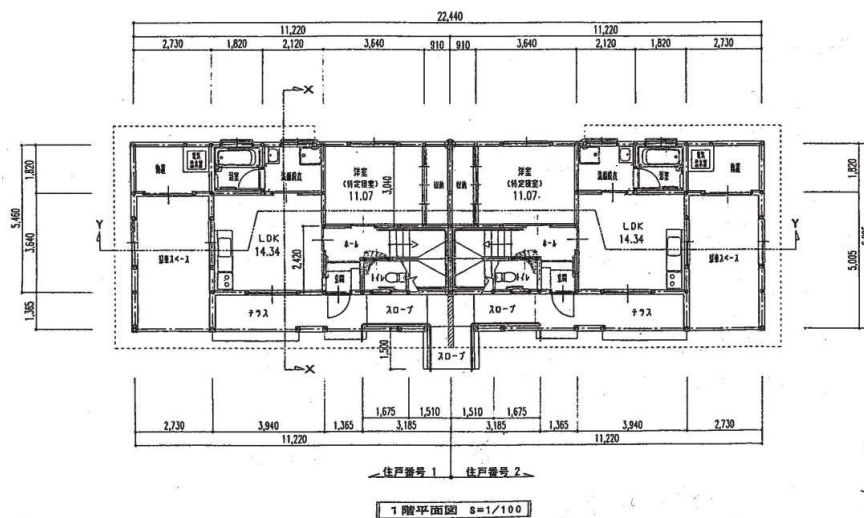 22,440
11,220 11,220
2,730 1,820 2,120 3,640 910 910 3,640 2,120 1,820 2,730
X
1,820
5,460
3,640
1,365
Y
物置 浴室 洗面脱衣 洋室 収納 収納 洋室 洗面脱衣 浴室 物置
(特定寝室) (特定寝室)
11.07 3,040 11.07
LDK ホール ホール LDK
14.34 2,420 14.34
玄関 トイレ トイレ 玄関
テラス スロープ スロープ テラス
スロープ
1,500
X
Y
1,820
5,005
1,365
1,675 1,510 1,510 1,675
2,730 3,940 1,365 3,185 3,185 1,365 3,940 2,730
11,220 11,220
住戸番号 1 住戸番号 2
1階平面図 S=1/100